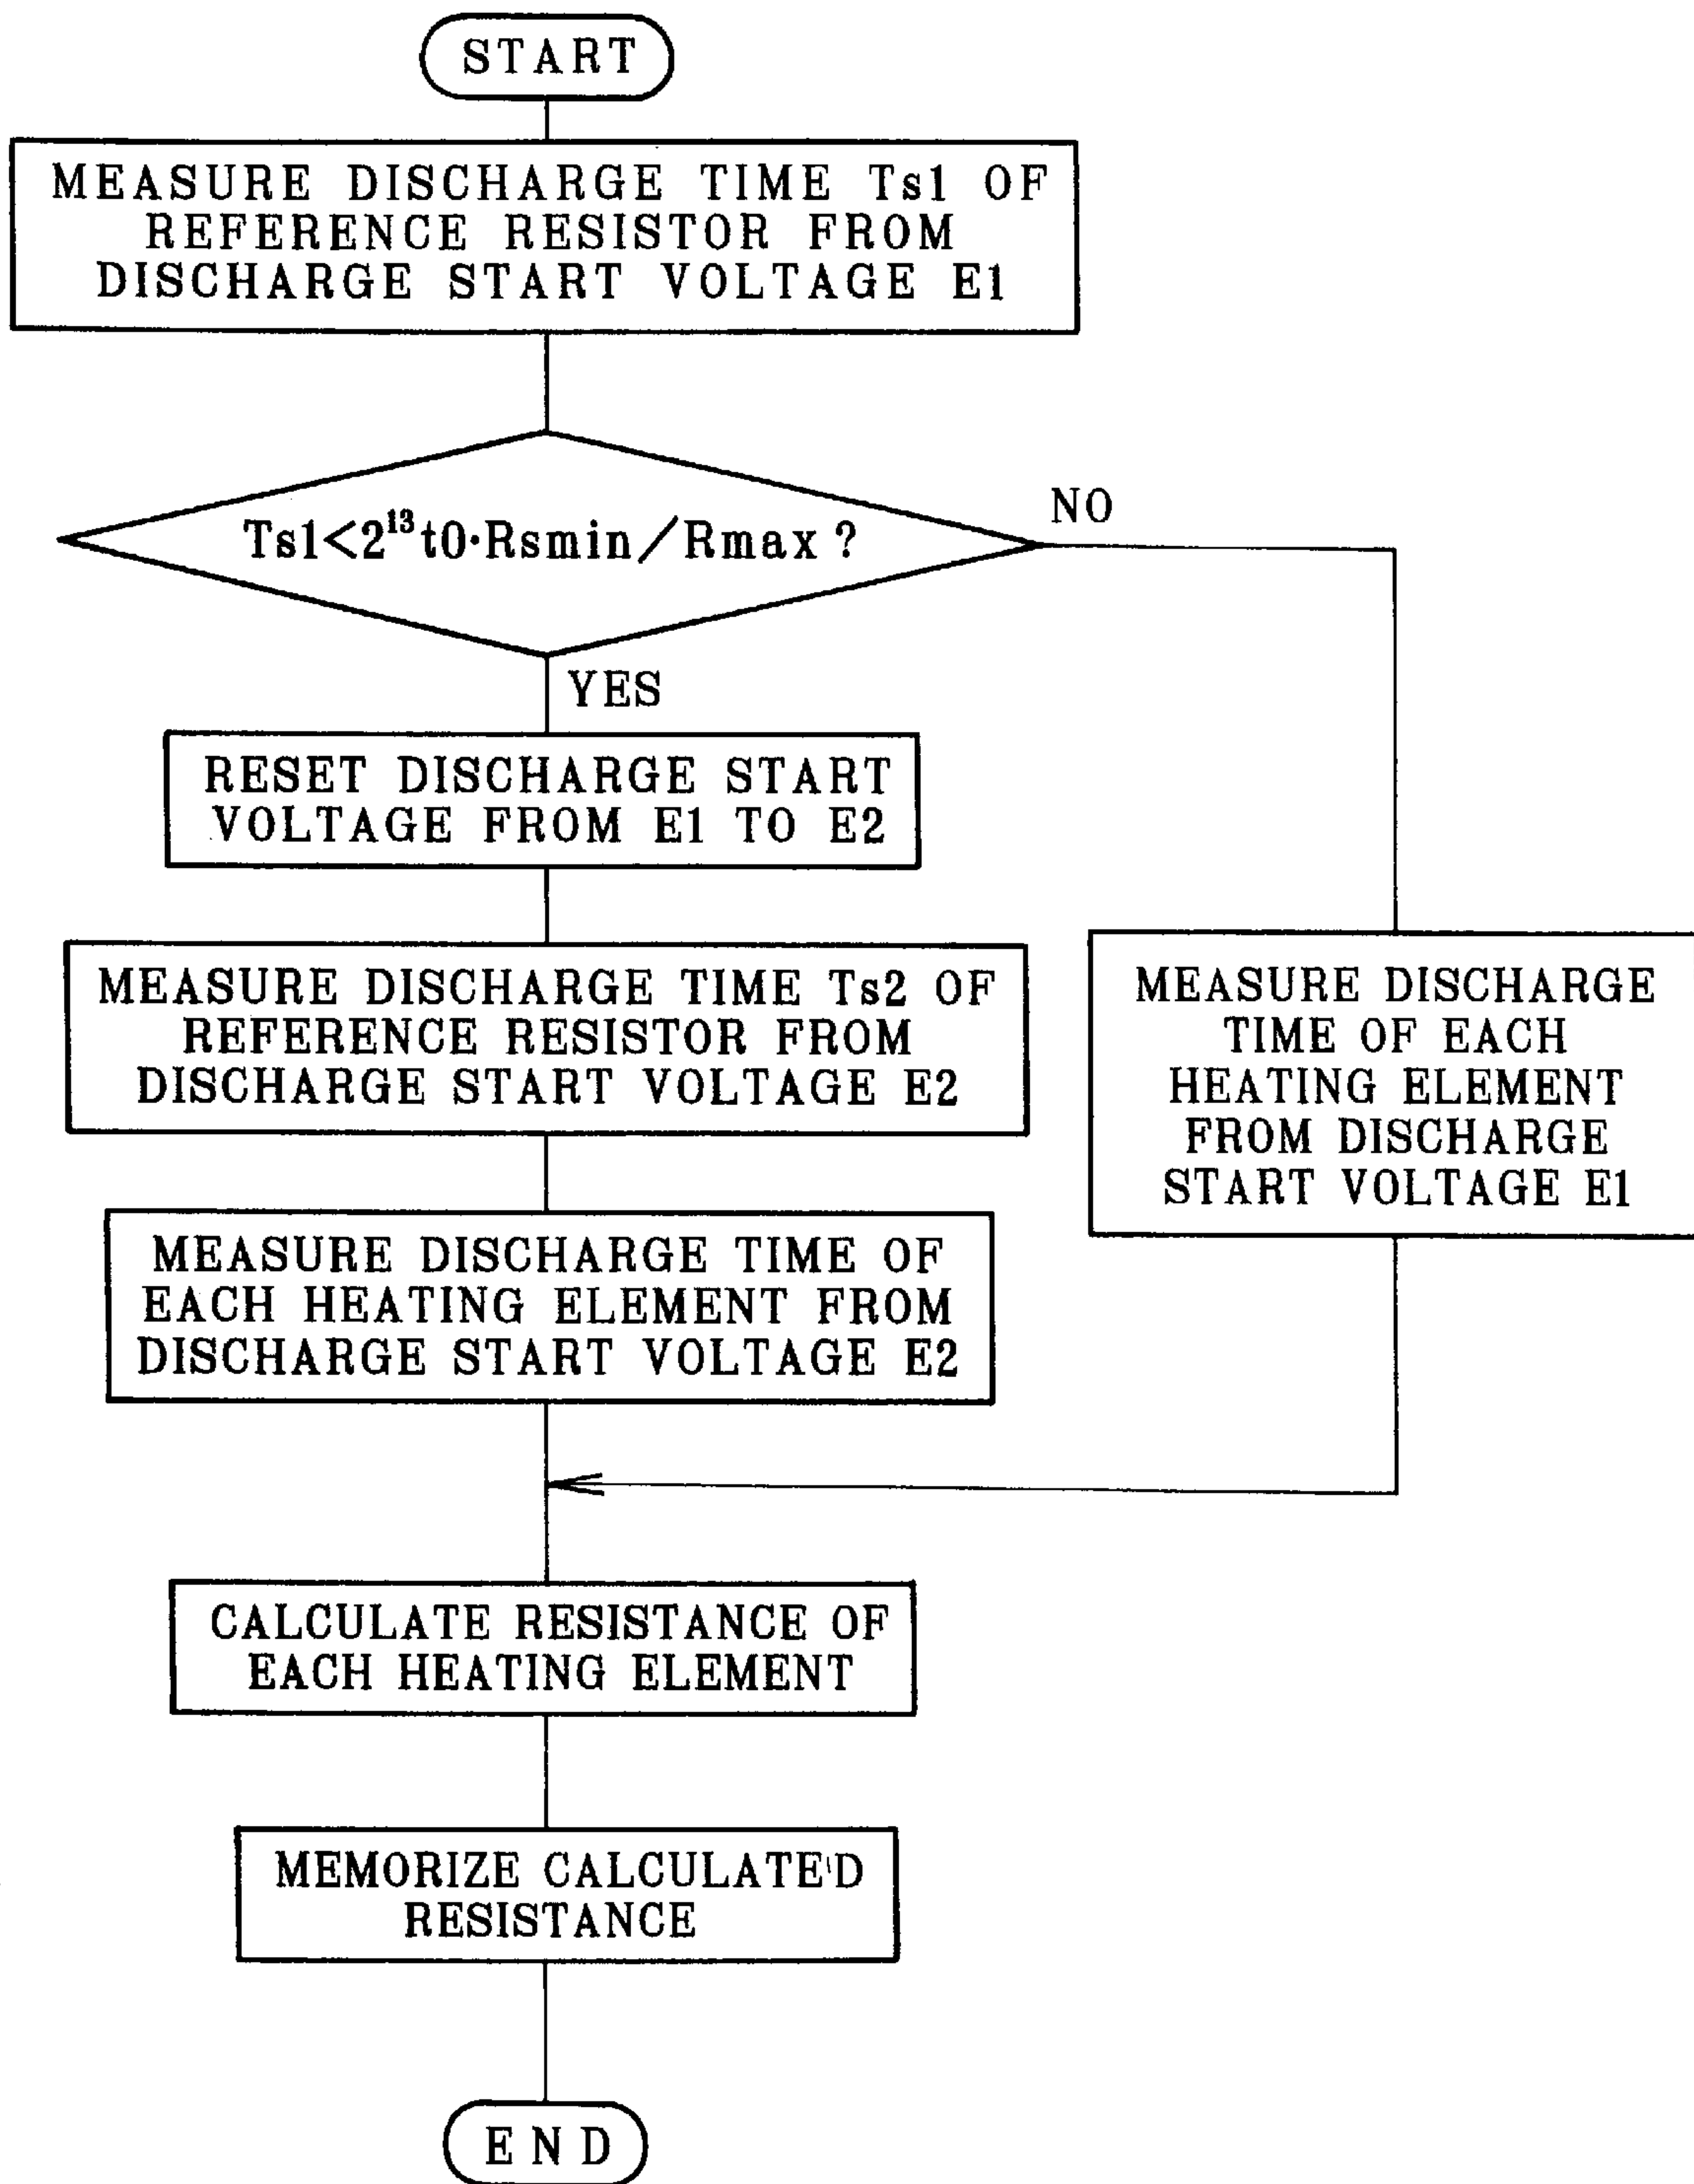 START
MEASURE DISCHARGE TIME Ts1 OF
REFERENCE RESISTOR FROM
DISCHARGE START VOLTAGE E1
Ts1<2¹³t0·Rsmin/Rmax ?
NO
YES
RESET DISCHARGE START
VOLTAGE FROM E1 TO E2
MEASURE DISCHARGE TIME Ts2 OF
REFERENCE RESISTOR FROM
DISCHARGE START VOLTAGE E2
MEASURE DISCHARGE
TIME OF EACH
HEATING ELEMENT
FROM DISCHARGE
START VOLTAGE E1
MEASURE DISCHARGE TIME OF
EACH HEATING ELEMENT FROM
DISCHARGE START VOLTAGE E2
CALCULATE RESISTANCE OF
EACH HEATING ELEMENT
MEMORIZE CALCULATED
RESISTANCE
END